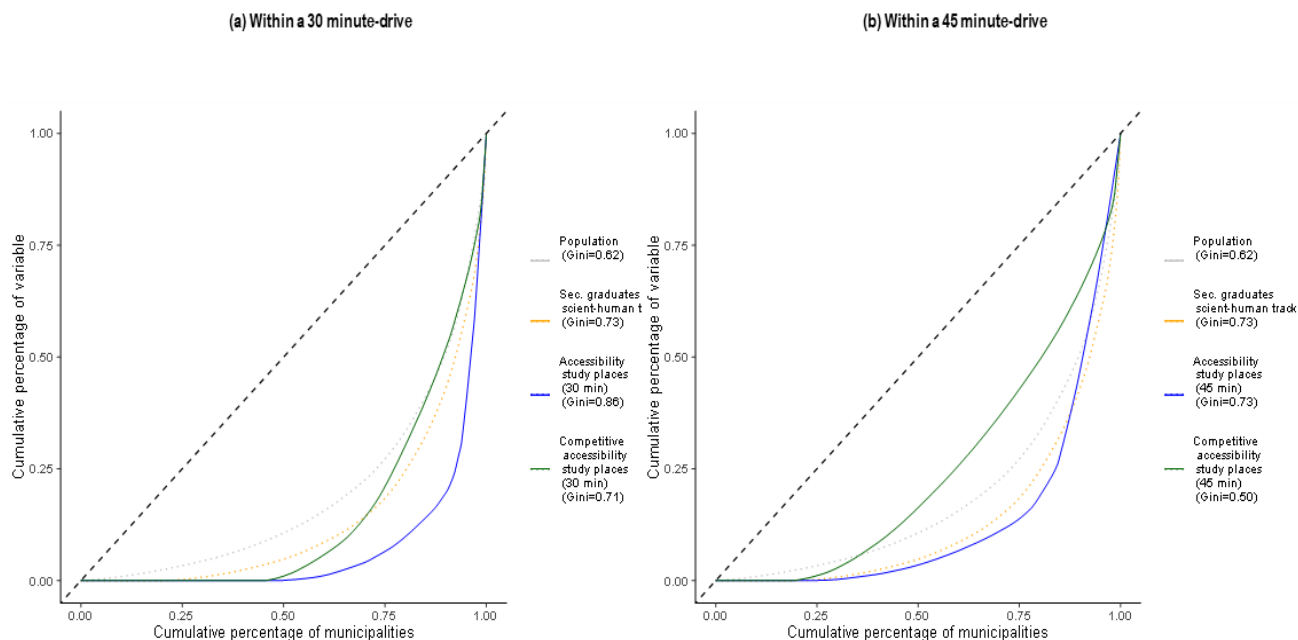 (a) Within a 30 minute-drive
1.00
0.75
0.50
0.25
0.00
Cumulative percentage of variable
0.00
0.25
0.50
0.75
1.00
Cumulative percentage of municipalities
Population
(Gini=0.62)
Sec. graduates
scient-human t
(Gini=0.73)
Accessibility
study places
(30 min)
(Gini=0.86)
Competitive
accessibility
study places
(30 min)
(Gini=0.71)
(b) Within a 45 minute-drive
1.00
0.75
0.50
0.25
0.00
Cumulative percentage of variable
0.00
0.25
0.50
0.75
1.00
Cumulative percentage of municipalities
Population
(Gini=0.62)
Sec. graduates
scient-human track
(Gini=0.73)
Accessibility
study places
(45 min)
(Gini=0.73)
Competitive
accessibility
study places
(45 min)
(Gini=0.50)